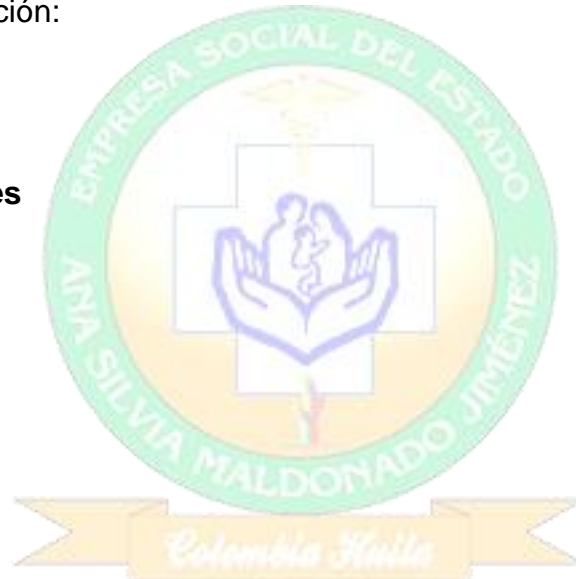 ción:
EMPRESA SOCIAL DEL ESTADO
es
ANA SILVIA MALDONADO JIMÉNEZ
Colombia Huila